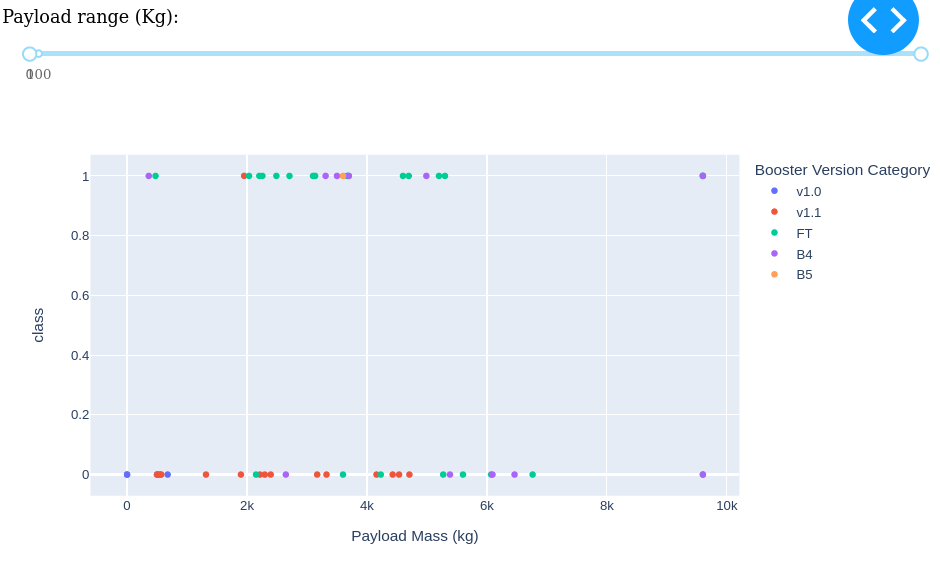 Payload range (Kg):
0
100
Booster Version Category
v1.0
v1.1
FT
B4
B5
1
0.8
0.6
0.4
0.2
0
class
0 2k 4k 6k 8k 10k
Payload Mass (kg)